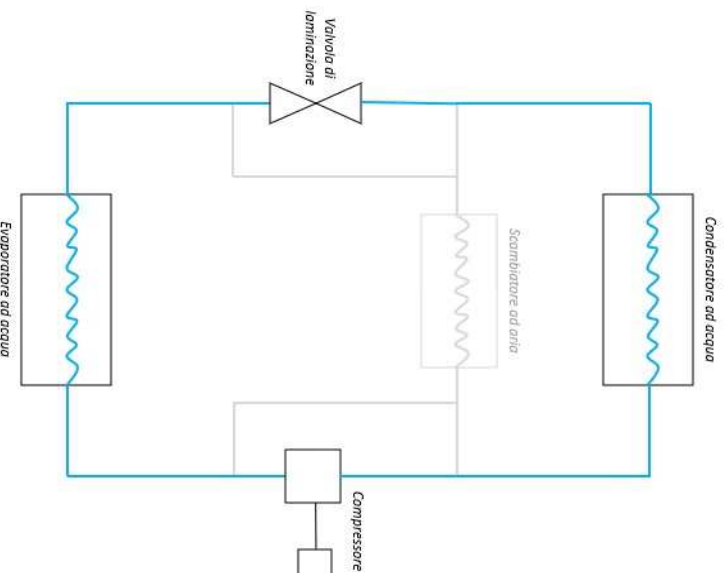 Valvola di
laminazione
Condensatore ad acqua
Scambiatore ad aria
Evaporatore ad acqua
Compressore